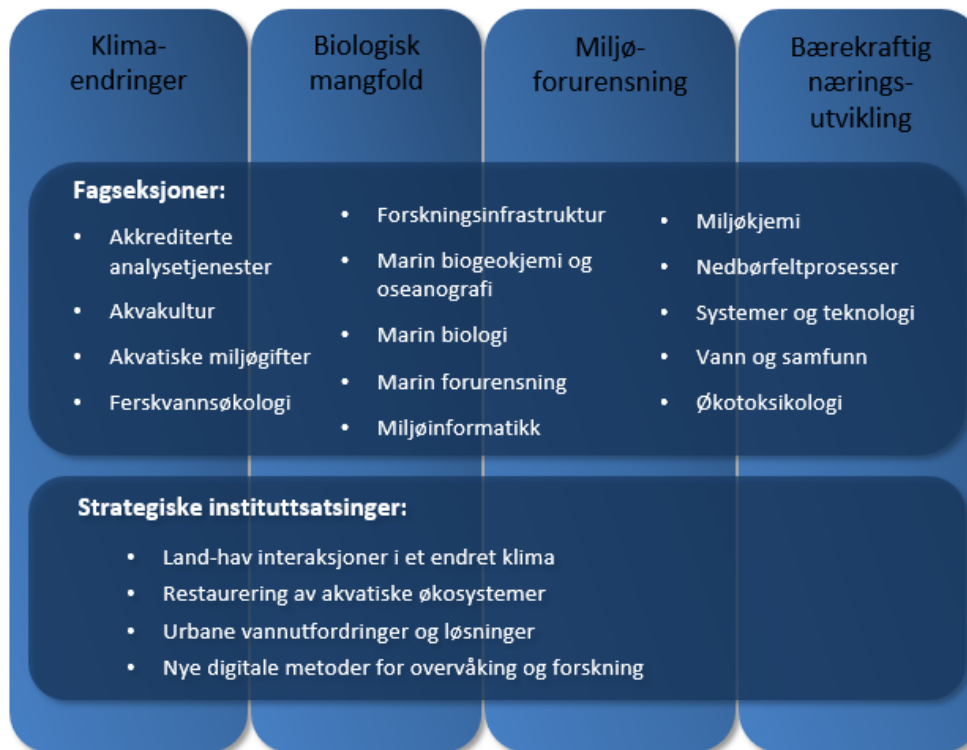 Klima-
endringer
Biologisk
mangfold
Miljø-
forurensning
Bærekraftig
nærings-
utvikling
Fagseksjoner:
• Akkrediterte
analysetjenester
• Akvakultur
• Akvatiske miljøgifter
• Ferskvannsøkologi
• Forskningsinfrastruktur
• Marin biogeokjemi og
oseanografi
• Marin biologi
• Marin forurensning
• Miljøinformatikk
• Miljøkjemi
• Nedbørfeltprosesser
• Systemer og teknologi
• Vann og samfunn
• Økotoksikologi
Strategiske instituttsatsinger:
• Land-hav interaksjoner i et endret klima
• Restaurering av akvatiske økosystemer
• Urbane vannutfordringer og løsninger
• Nye digitale metoder for overvåking og forskning